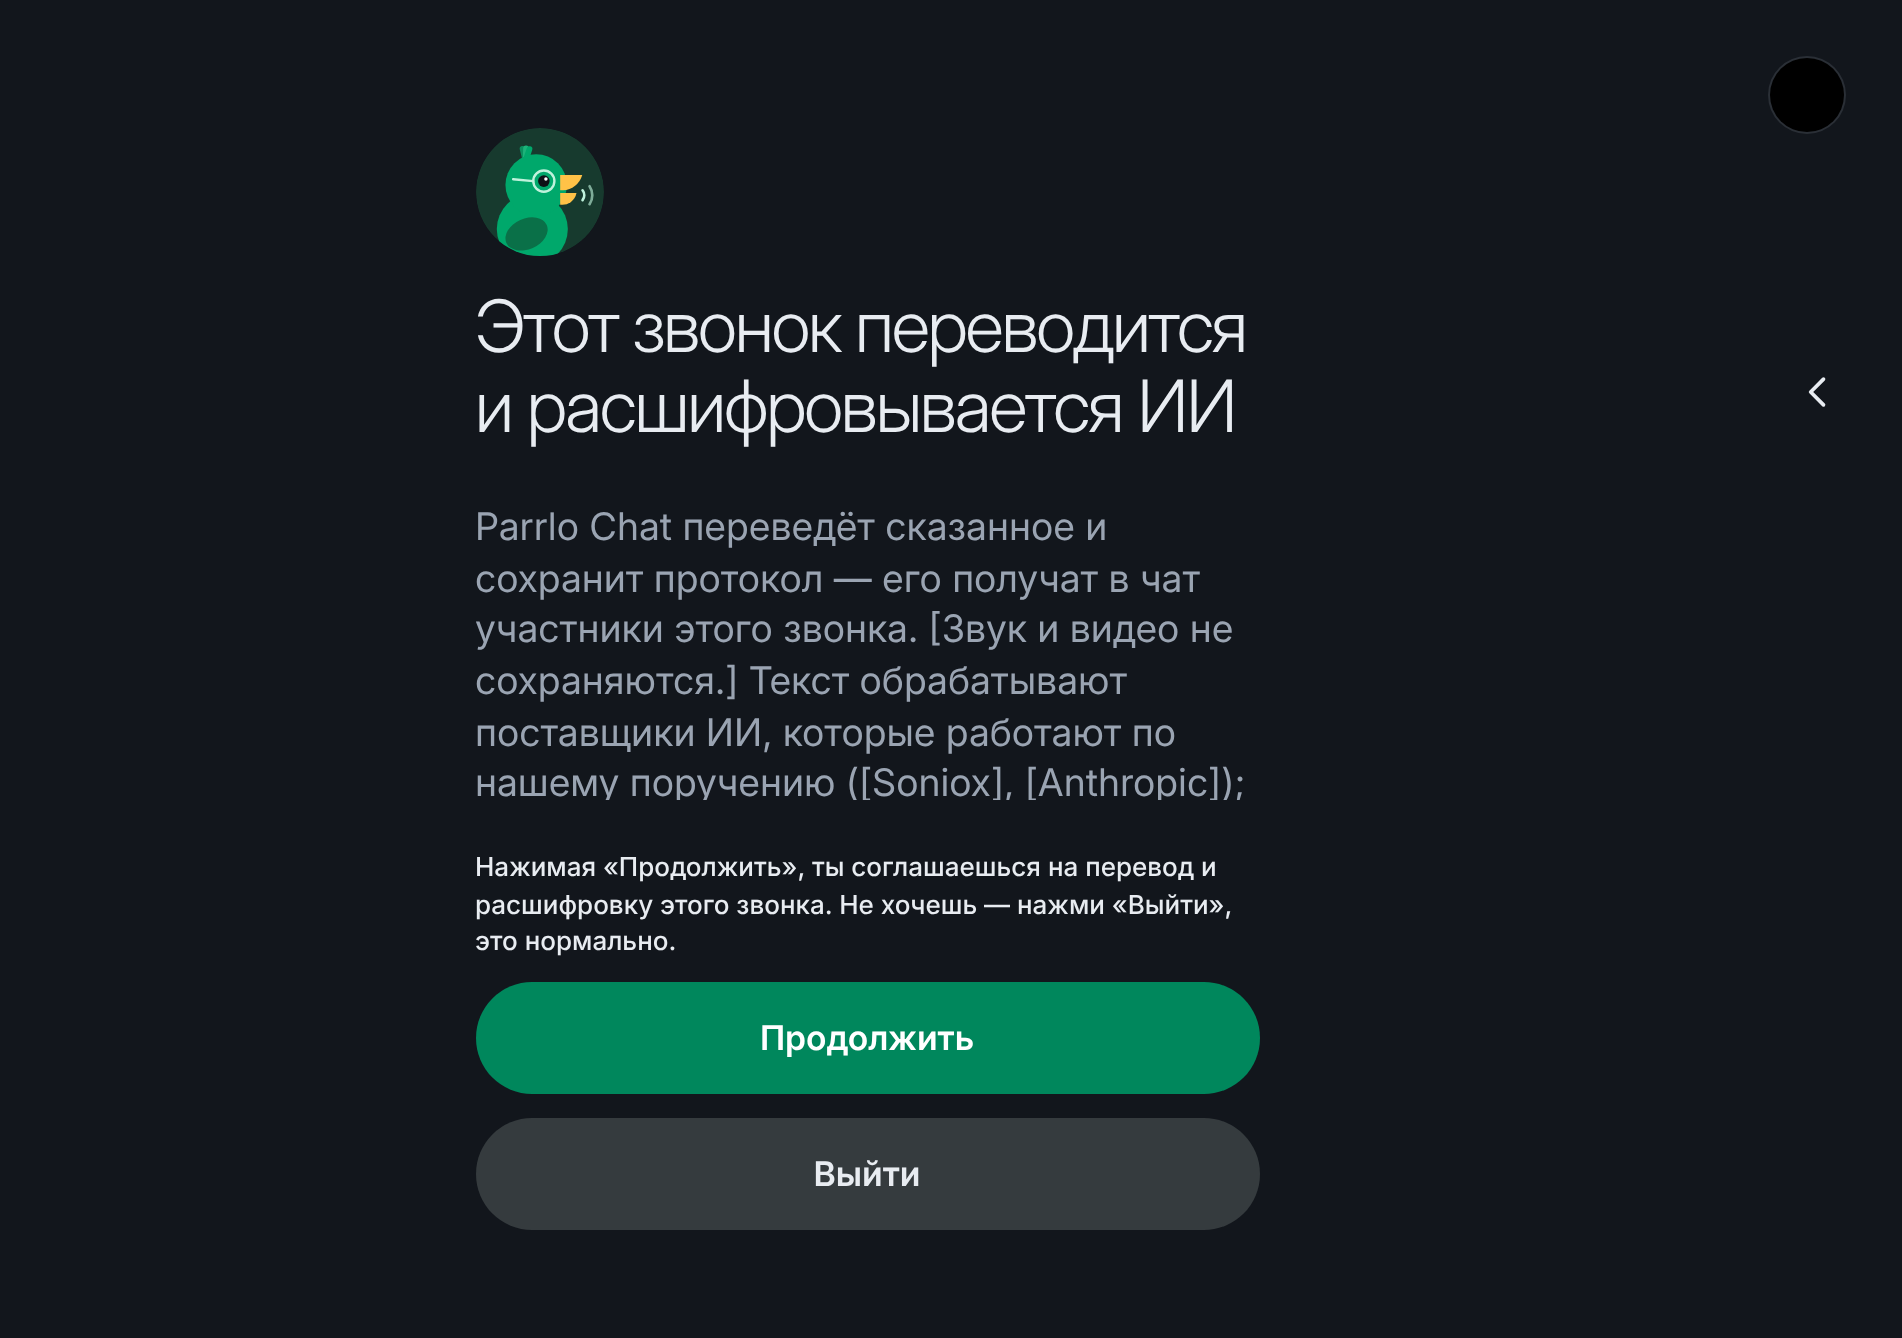 Этот звонок переводится
и расшифровывается ИИ
Parrlo Chat переведёт сказанное и
сохранит протокол — его получат в чат
участники этого звонка. [Звук и видео не
сохраняются.] Текст обрабатывают
поставщики ИИ, которые работают по
нашему поручению ([Soniox], [Anthropic]);
Нажимая «Продолжить», ты соглашаешься на перевод и
расшифровку этого звонка. Не хочешь — нажми «Выйти»,
это нормально.
Продолжить
Выйти